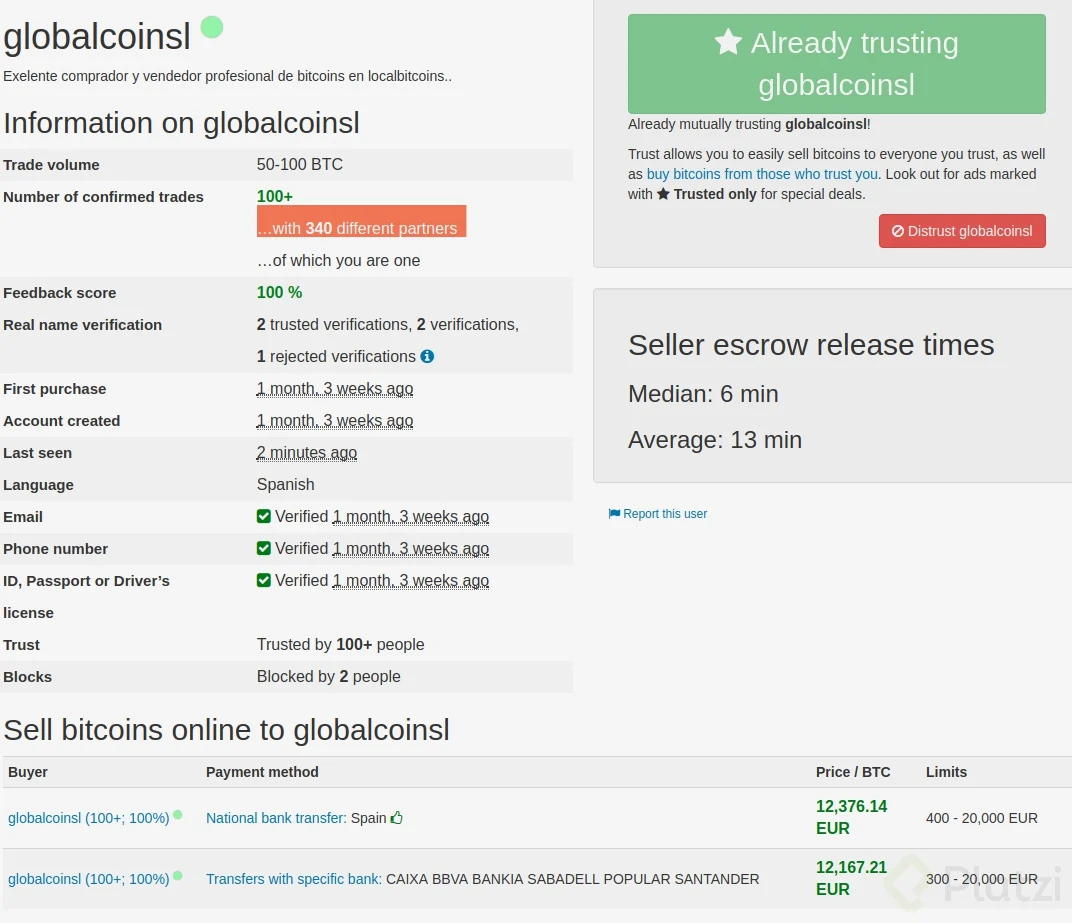 globalcoinsl
Exelente comprador y vendedor profesional de bitcoins en localbitcoins..
Information on globalcoinsl
Trade volume 50-100 BTC
Number of confirmed trades 100+
...with 340 different partners
...of which you are one
Feedback score 100 %
Real name verification 2 trusted verifications, 2 verifications,
1 rejected verifications
First purchase 1 month, 3 weeks ago
Account created 1 month, 3 weeks ago
Last seen 2 minutes ago
Language Spanish
Email Verified 1 month, 3 weeks ago
Phone number Verified 1 month, 3 weeks ago
ID, Passport or Driver's Verified 1 month, 3 weeks ago
license
Trust Trusted by 100+ people
Blocks Blocked by 2 people
Already trusting
globalcoinsl
Already mutually trusting globalcoinsl!
Trust allows you to easily sell bitcoins to everyone you trust, as well
as buy bitcoins from those who trust you. Look out for ads marked
with Trusted only for special deals.
Distrust globalcoinsl
Seller escrow release times
Median: 6 min
Average: 13 min
Report this user
Sell bitcoins online to globalcoinsl
Buyer Payment method Price / BTC Limits
globalcoinsl (100+; 100%) National bank transfer: Spain 12,376.14 EUR 400 - 20,000 EUR
globalcoinsl (100+; 100%) Transfers with specific bank: CAIXA BBVA BANKIA SABADELL POPULAR SANTANDER 12,167.21 EUR 300 - 20,000 EUR
Platzi